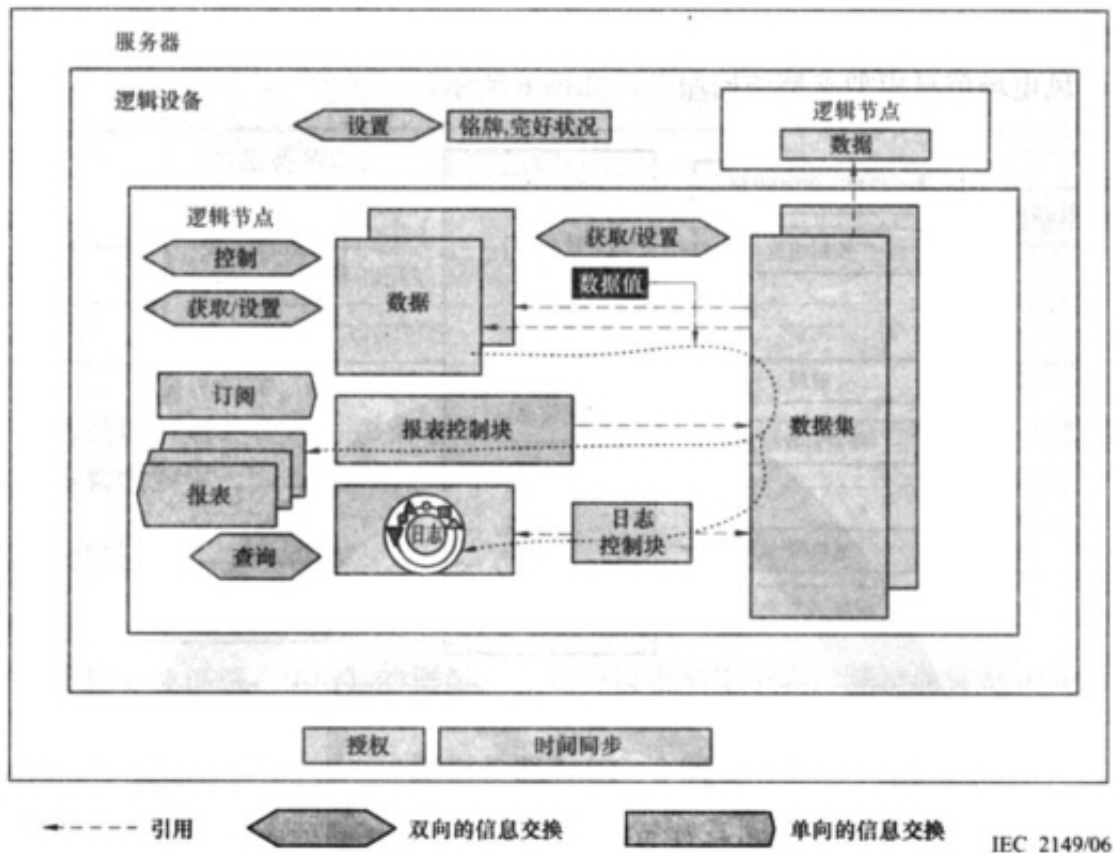 服务器
逻辑设备
设置
铭牌,完好状况
逻辑节点
数据
逻辑节点
控制
获取/设置
数据
获取/设置
数据值
订阅
报表控制块
数据集
报表
日志
日志
控制块
查询
授权
时间同步
引用
双向的信息交换
单向的信息交换
IEC 2149/06